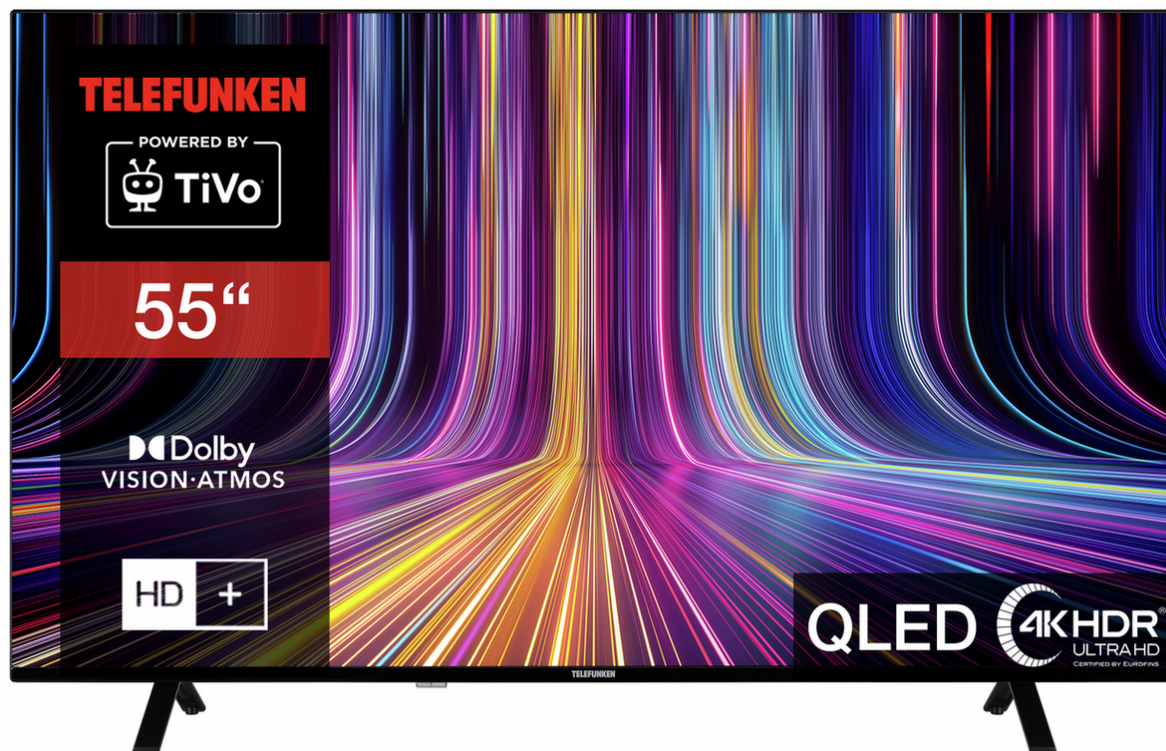 TELEFUNKEN
POWERED BY
TiVo
55“
Dolby
VISION·ATMOS
HD +
QLED
4K HDR®
ULTRA HD
CERTIFIED BY EUROFINS
TELEFUNKEN